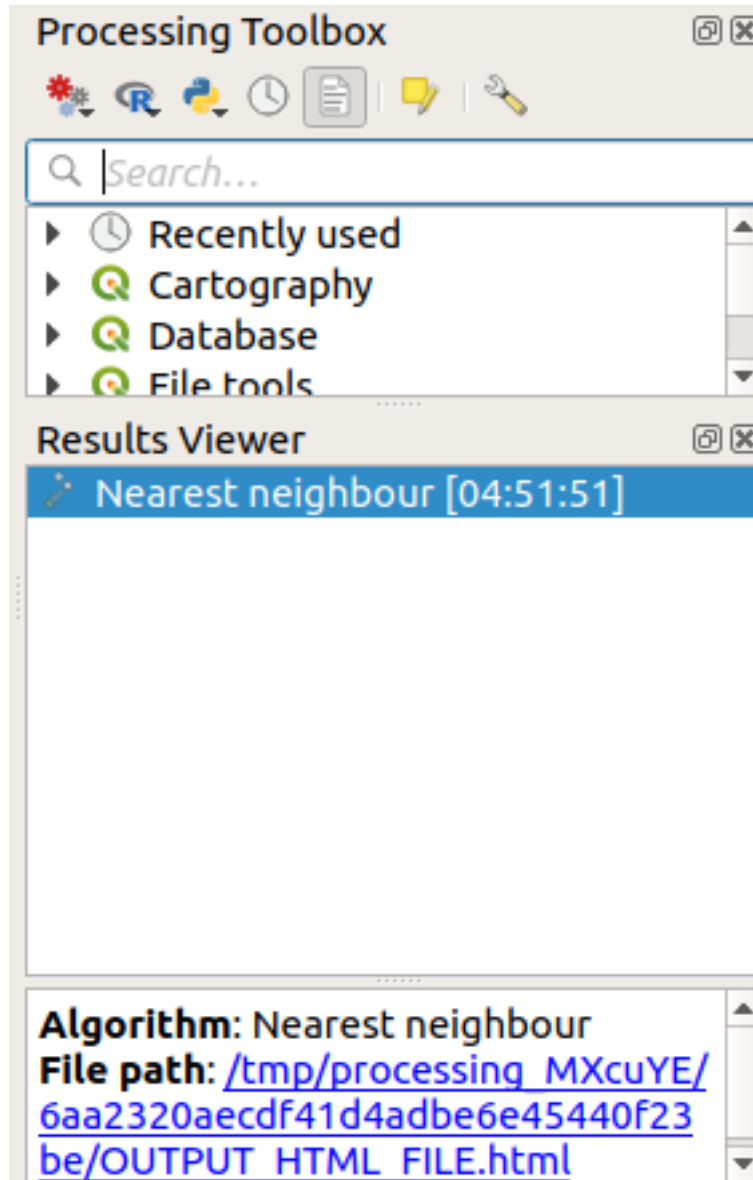 Processing Toolbox
Search...
Recently used
Cartography
Database
File tools
Results Viewer
Nearest neighbour [04:51:51]
Algorithm: Nearest neighbour
File path: /tmp/processing_MXcuYE/
6aa2320aecdf41d4adbe6e45440f23
be/OUTPUT_HTML_FILE.html